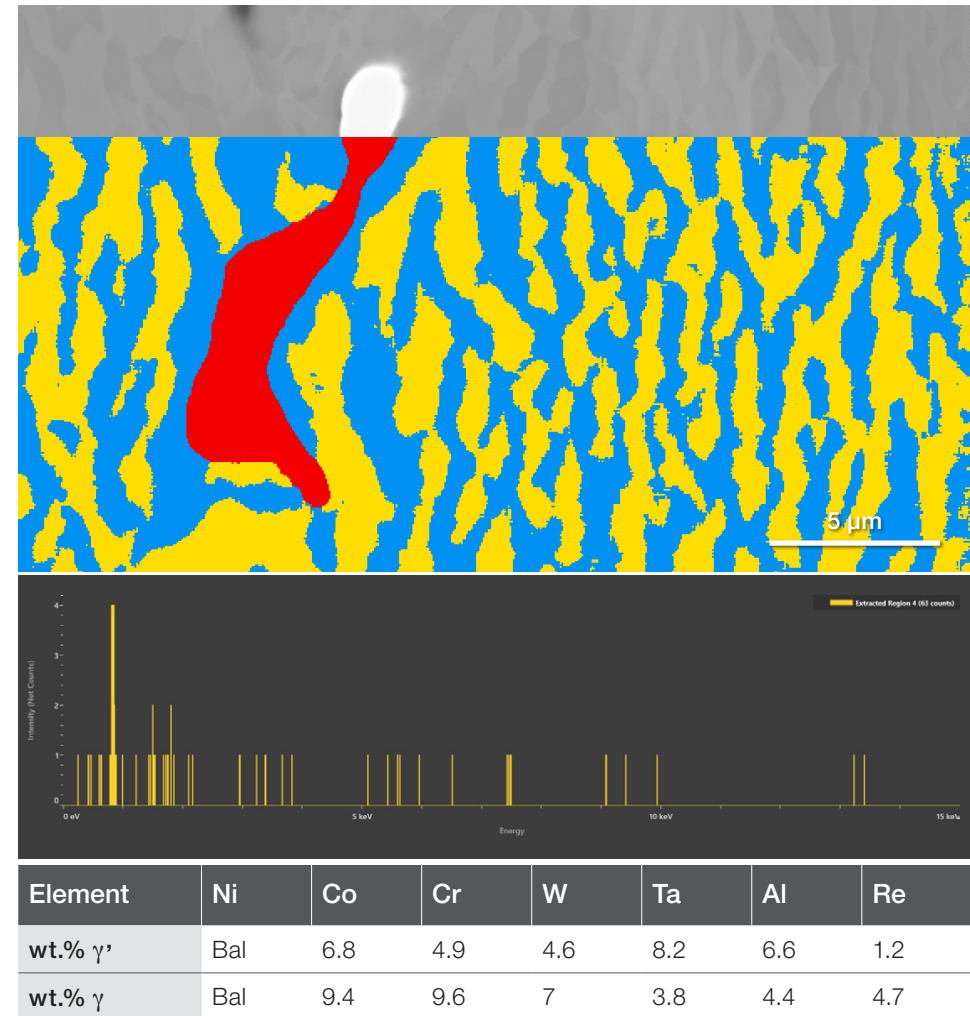 5 µm
Extracted Region 4 (63 counts)
Intensity (Net Counts)
4
3
2
1
0
0 eV
5 keV
10 keV
15 keV
Energy
Element Ni Co Cr W Ta Al Re
wt.% γ’ Bal 6.8 4.9 4.6 8.2 6.6 1.2
wt.% γ Bal 9.4 9.6 7 3.8 4.4 4.7